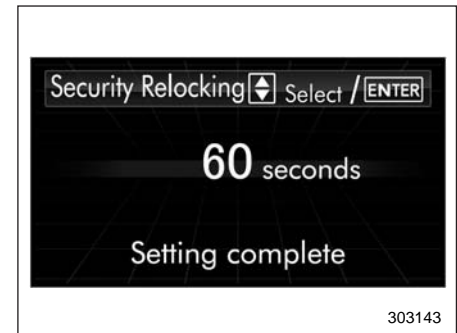 Security Relocking Select / ENTER
60 seconds
Setting complete
303143